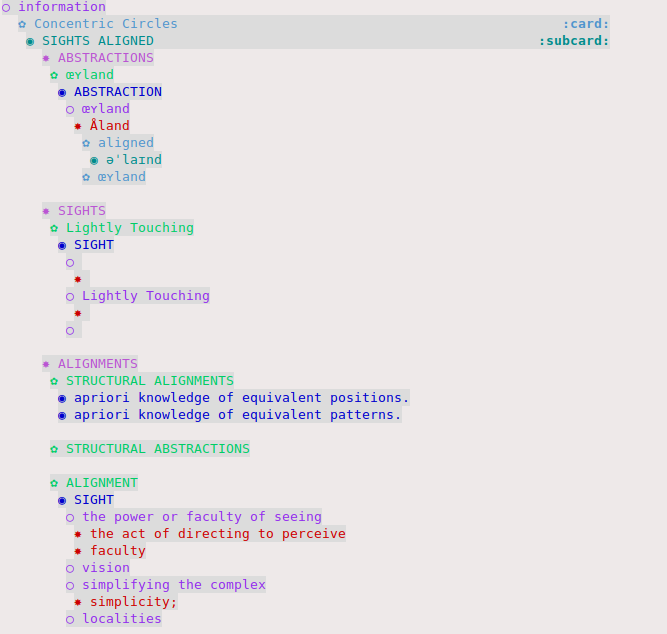 ○ information
✿ Concentric Circles :card:
◉ SIGHTS ALIGNED :subcard:
✸ ABSTRACTIONS
✿ œʏland
◉ ABSTRACTION
○ œʏland
✸ Åland
✿ aligned
◉ əˈlaɪnd
✿ œʏland
✸ SIGHTS
✿ Lightly Touching
◉ SIGHT
○
✸
○ Lightly Touching
✸
○
✸ ALIGNMENTS
✿ STRUCTURAL ALIGNMENTS
◉ apriori knowledge of equivalent positions.
◉ apriori knowledge of equivalent patterns.
✿ STRUCTURAL ABSTRACTIONS
✿ ALIGNMENT
◉ SIGHT
○ the power or faculty of seeing
✸ the act of directing to perceive
✸ faculty
○ vision
○ simplifying the complex
✸ simplicity;
○ localities